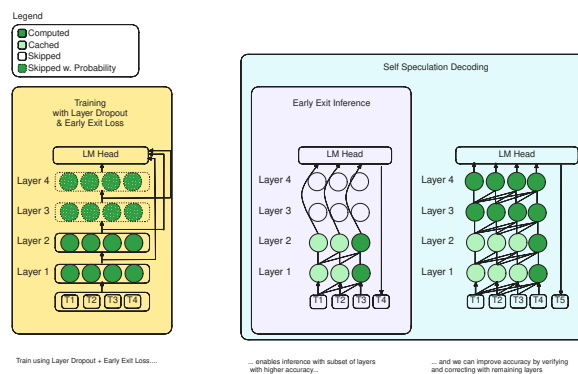 Legend
Computed
Cached
Skipped
Skipped w. Probability
Training
with Layer Dropout
& Early Exit Loss
LM Head
Layer 4
Layer 3
Layer 2
Layer 1
T1 T2 T3 T4
Train using Layer Dropout + Early Exit Loss....
Self Speculation Decoding
Early Exit Inference
LM Head
Layer 4
Layer 3
Layer 2
Layer 1
T1 T2 T3 T4
... enables inference with subset of layers
with higher accuracy...
LM Head
Layer 4
Layer 3
Layer 2
Layer 1
T1 T2 T3 T4 T5
... and we can improve accuracy by verifying
and correcting with remaining layers